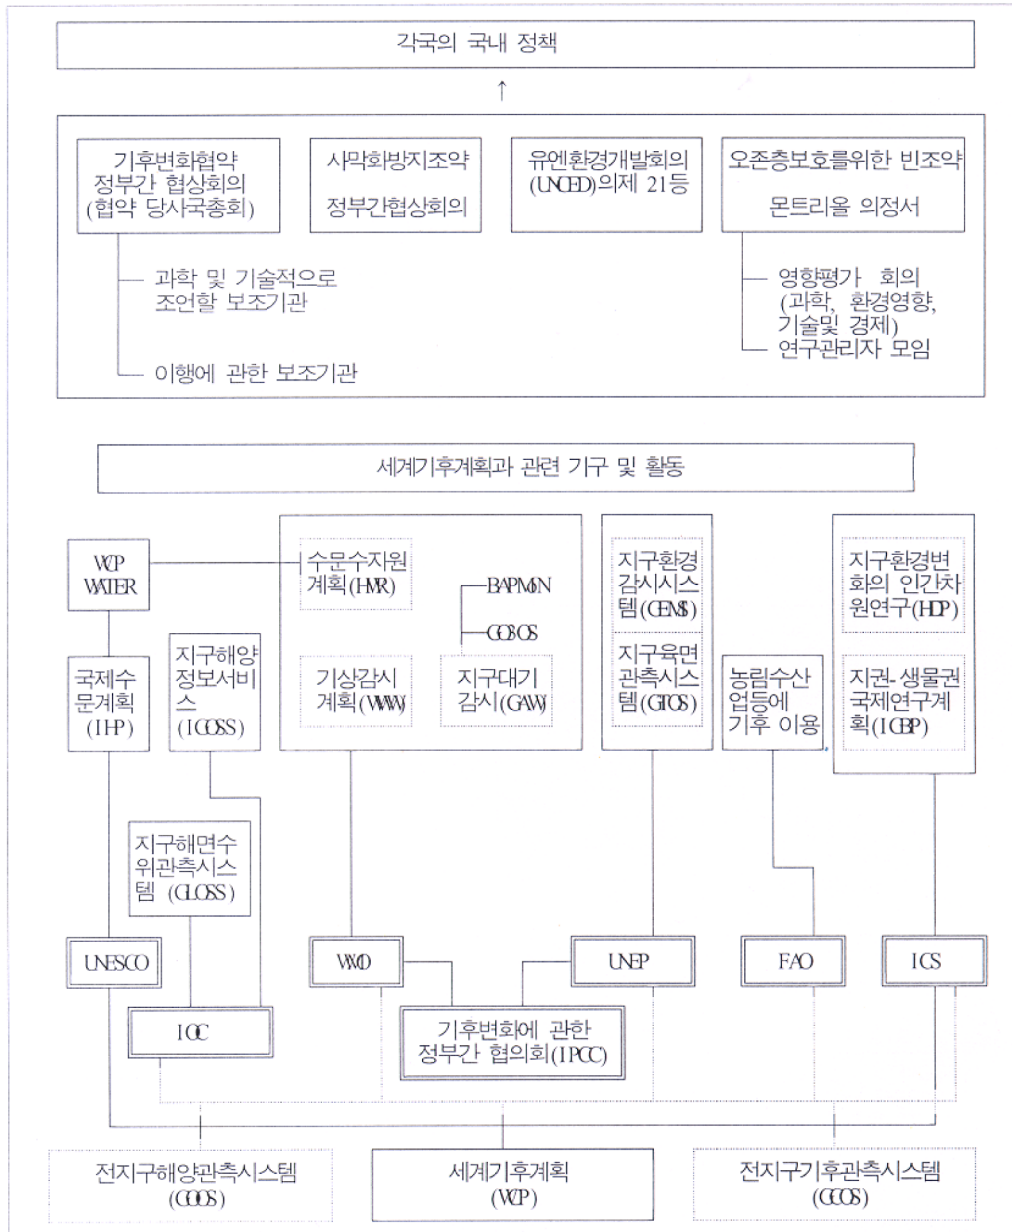 각국의 국내 정책
↑
기후변화협약
정부간 협상회의
(협약 당사국총회)
사막화방지조약
정부간협상회의
유엔환경개발회의
(UNCED)의제 21등
오존층보호를위한 빈조약
몬트리올 의정서
과학 및 기술적으로
조언할 보조기관
이행에 관한 보조기관
영향평가 회의
(과학, 환경영향,
기술및 경제)
연구관리자 모임
세계기후계획과 관련 기구 및 활동
WCP
WATER
수문수자원
계획(HWR)
BAPMoN
GO3OS
지구환경
감시시스
템(GEMS)
지구환경변
화의 인간차
원연구(HDP)
국제수
문계획
(IHP)
지구해양
정보서비
스
(IGOSS)
기상감시
계획(WWW)
지구대기
감시(GAW)
지구육면
관측시스
템(GTOS)
농림수산
업등에
기후 이용
지권-생물권
국제연구계
획(IGBP)
지구해면수
위관측시스
템 (GLOSS)
UNESCO
WMO
UNEP
FAO
ICS
IOC
기후변화에 관한
정부간 협의회(IPCC)
전지구해양관측시스템
(GOOS)
세계기후계획
(WCP)
전지구기후관측시스템
(GCOS)